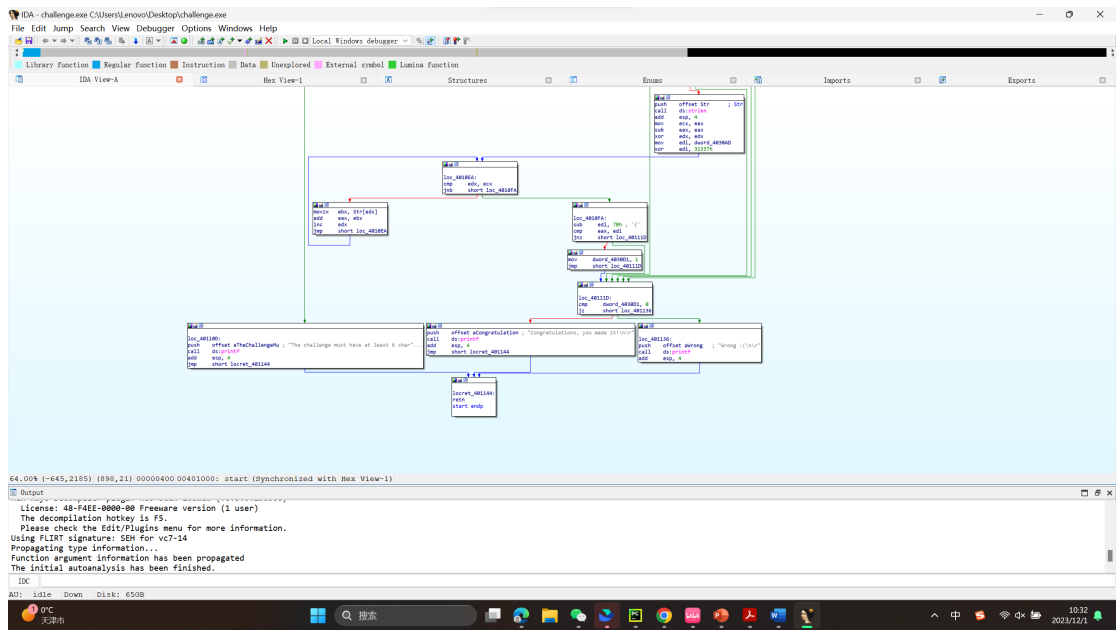 IDA - challenge.exe C:\Users\Lenovo\Desktop\challenge.exe
File Edit Jump Search View Debugger Options Windows Help
Local Windows debugger
Library function Regular function Instruction Data Unexplored External symbol Lumina function
IDA View-A Hex View-1 Structures Enums Imports Exports
push offset Str ; Str
call ds:strlen
add esp, 4
mov ecx, eax
sub eax, eax
xor edx, edx
mov edi, dword_4030AD
xor edi, 31337h
loc_4010EA:
cmp edx, ecx
jnb short loc_4010FA
movzx ebx, Str[edx]
add eax, ebx
inc edx
jmp short loc_4010EA
loc_4010FA:
sub edi, 7Bh ; '{'
cmp eax, edi
jnz short loc_40111D
mov dword_4030D1, 1
jmp short loc_40111D
loc_40111D:
cmp dword_4030D1, 0
jz short loc_401136
loc_40110D:
push offset aTheChallengeMu ; "The challenge must have at least 6 char"...
call ds:printf
add esp, 4
jmp short locret_401144
push offset aCongratulation ; "Congratulations, you made it!\n\r"
call ds:printf
add esp, 4
jmp short locret_401144
loc_401136:
push offset aWrong ; "Wrong :(\n\r"
call ds:printf
add esp, 4
locret_401144:
retn
start endp
64.00% (-645,2185) (898,21) 00000400 00401000: start (Synchronized with Hex View-1)
Output
License: 48-F4EE-0000-00 Freeware version (1 user)
The decompilation hotkey is F5.
Please check the Edit/Plugins menu for more information.
Using FLIRT signature: SEH for vc7-14
Propagating type information...
Function argument information has been propagated
The initial autoanalysis has been finished.
IDC
AU: idle Down Disk: 65GB
1
0°C
天津市
搜索
中
10:32
2023/12/1